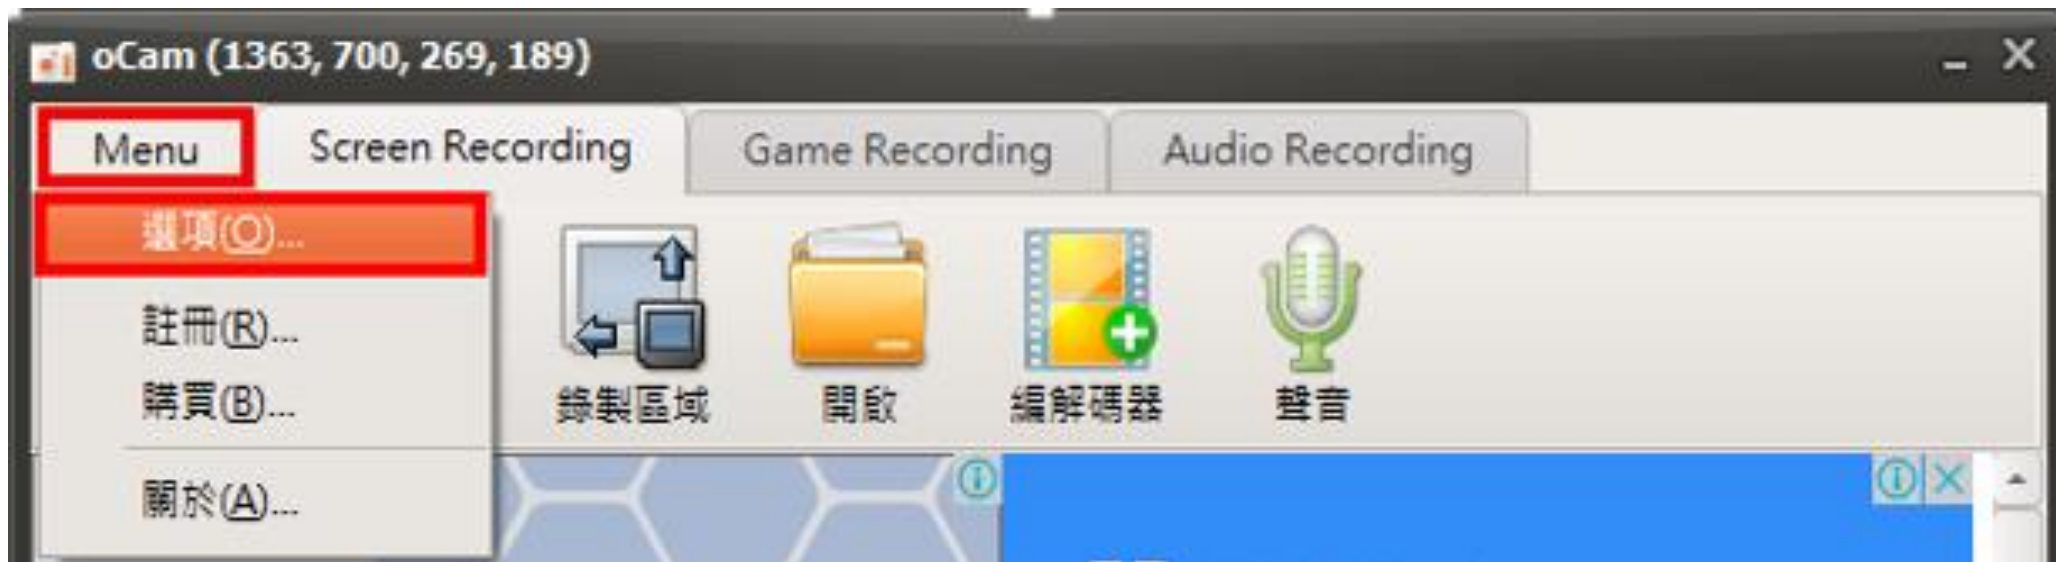 oCam (1363, 700, 269, 189)
Menu Screen Recording Game Recording Audio Recording
選項(O)...
註冊(R)...
購買(B)...
關於(A)...
錄製區域 開啟 編解碼器 聲音